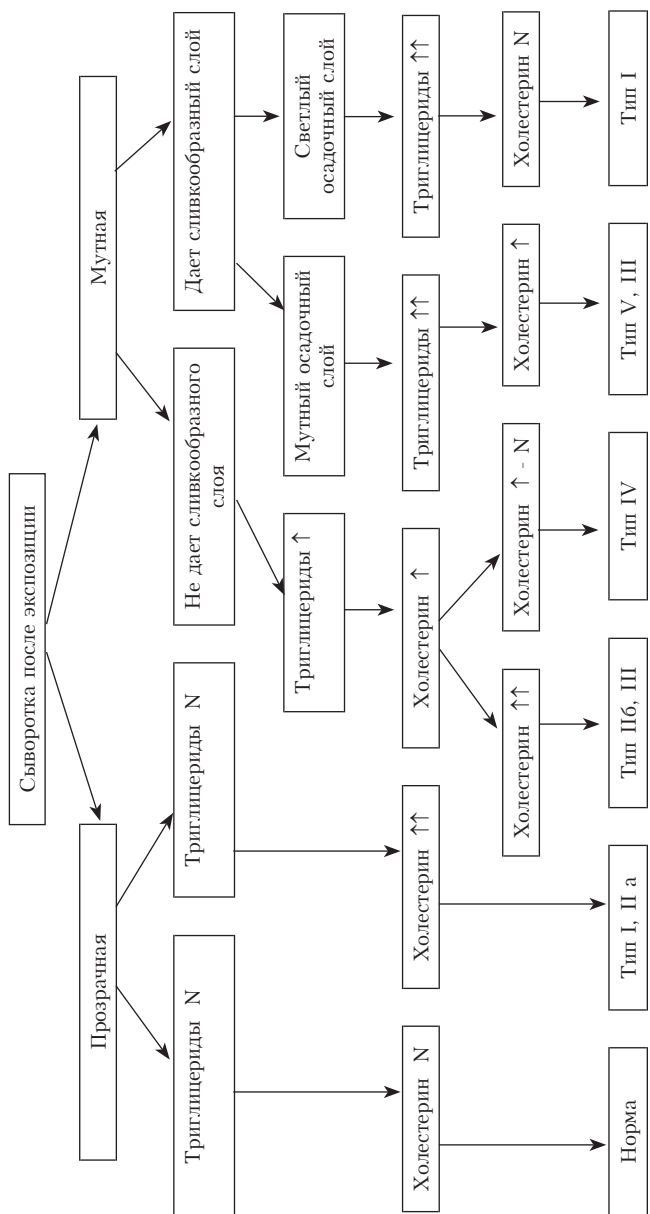 Сыворотка после экспозиции
Прозрачная
Мутная
Триглицериды N
Триглицериды N
Не дает сливкообразного
слоя
Дает сливкообразный слой
Триглицериды ↑
Мутный осадочный
слой
Светлый
осадочный слой
Холестерин N
Холестерин ↑↑
Холестерин ↑
Триглицериды ↑↑
Триглицериды ↑↑
Холестерин ↑↑
Холестерин ↑ - N
Холестерин ↑
Холестерин N
Норма
Тип I, II а
Тип IIб, III
Тип IV
Тип V, III
Тип I